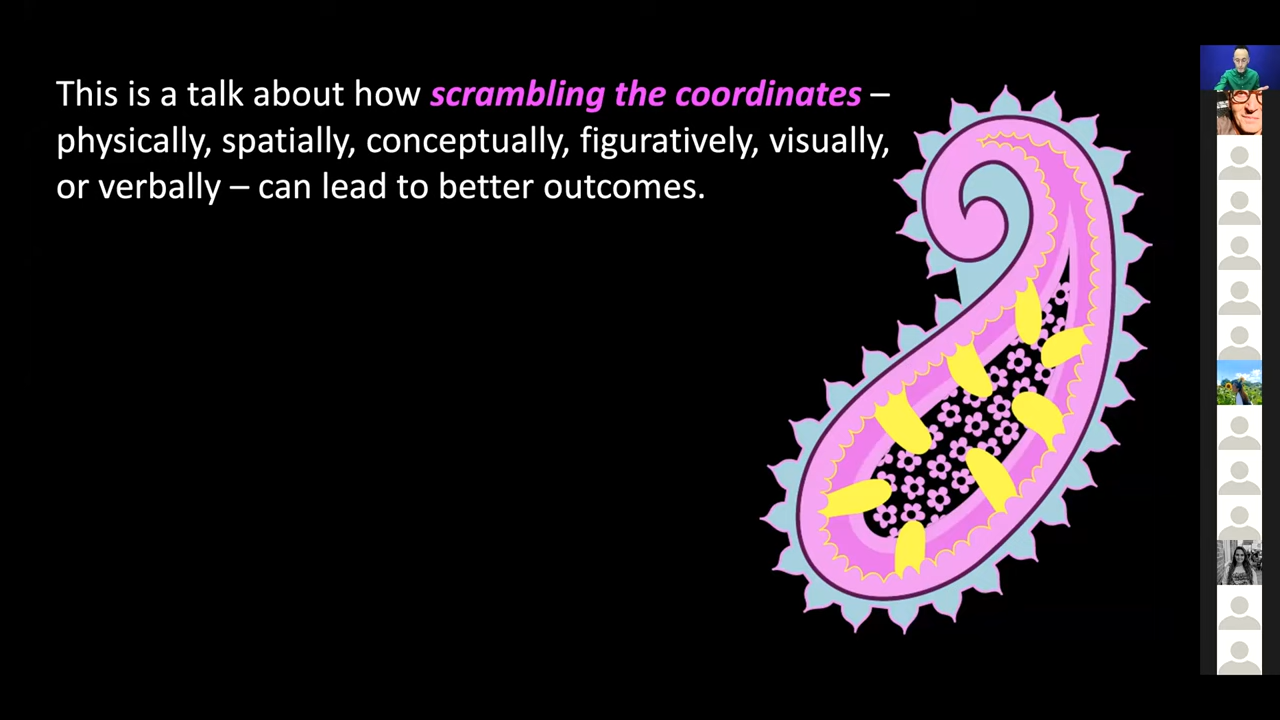 This is a talk about how scrambling the coordinates –
physically, spatially, conceptually, figuratively, visually,
or verbally – can lead to better outcomes.